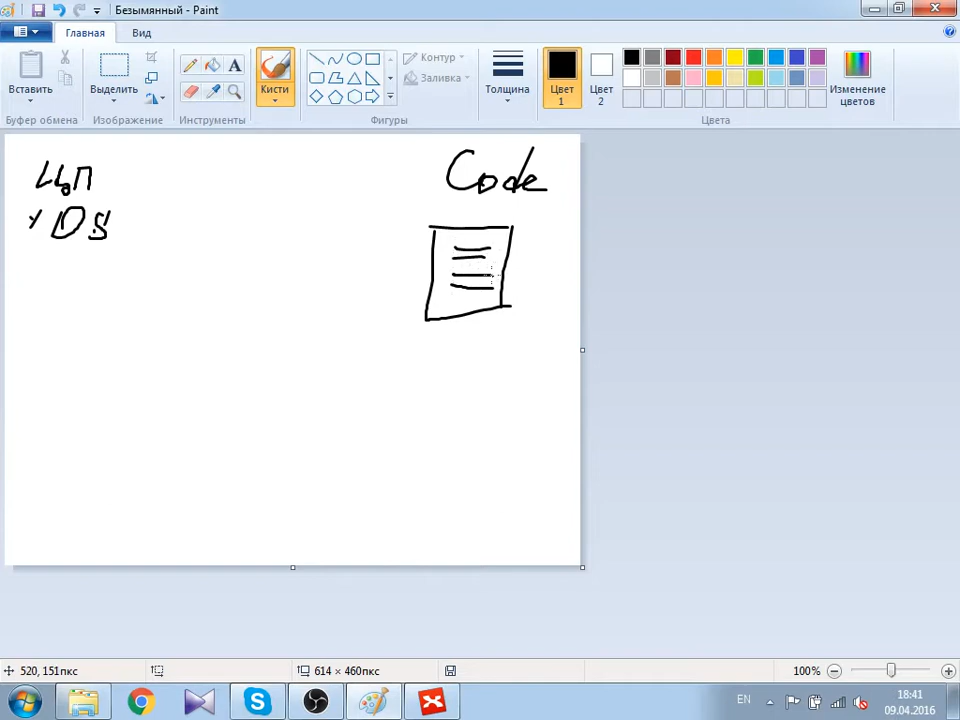 Безымянный - Paint
Главная
Вид
Вставить
Выделить
Кисти
Контур
Заливка
Толщина
Цвет 1
Цвет 2
Изменение цветов
Буфер обмена
Изображение
Инструменты
Фигуры
Цвета
ЦП
Code
DS
520, 151пкс
614 × 460пкс
100%
EN
18:41
09.04.2016